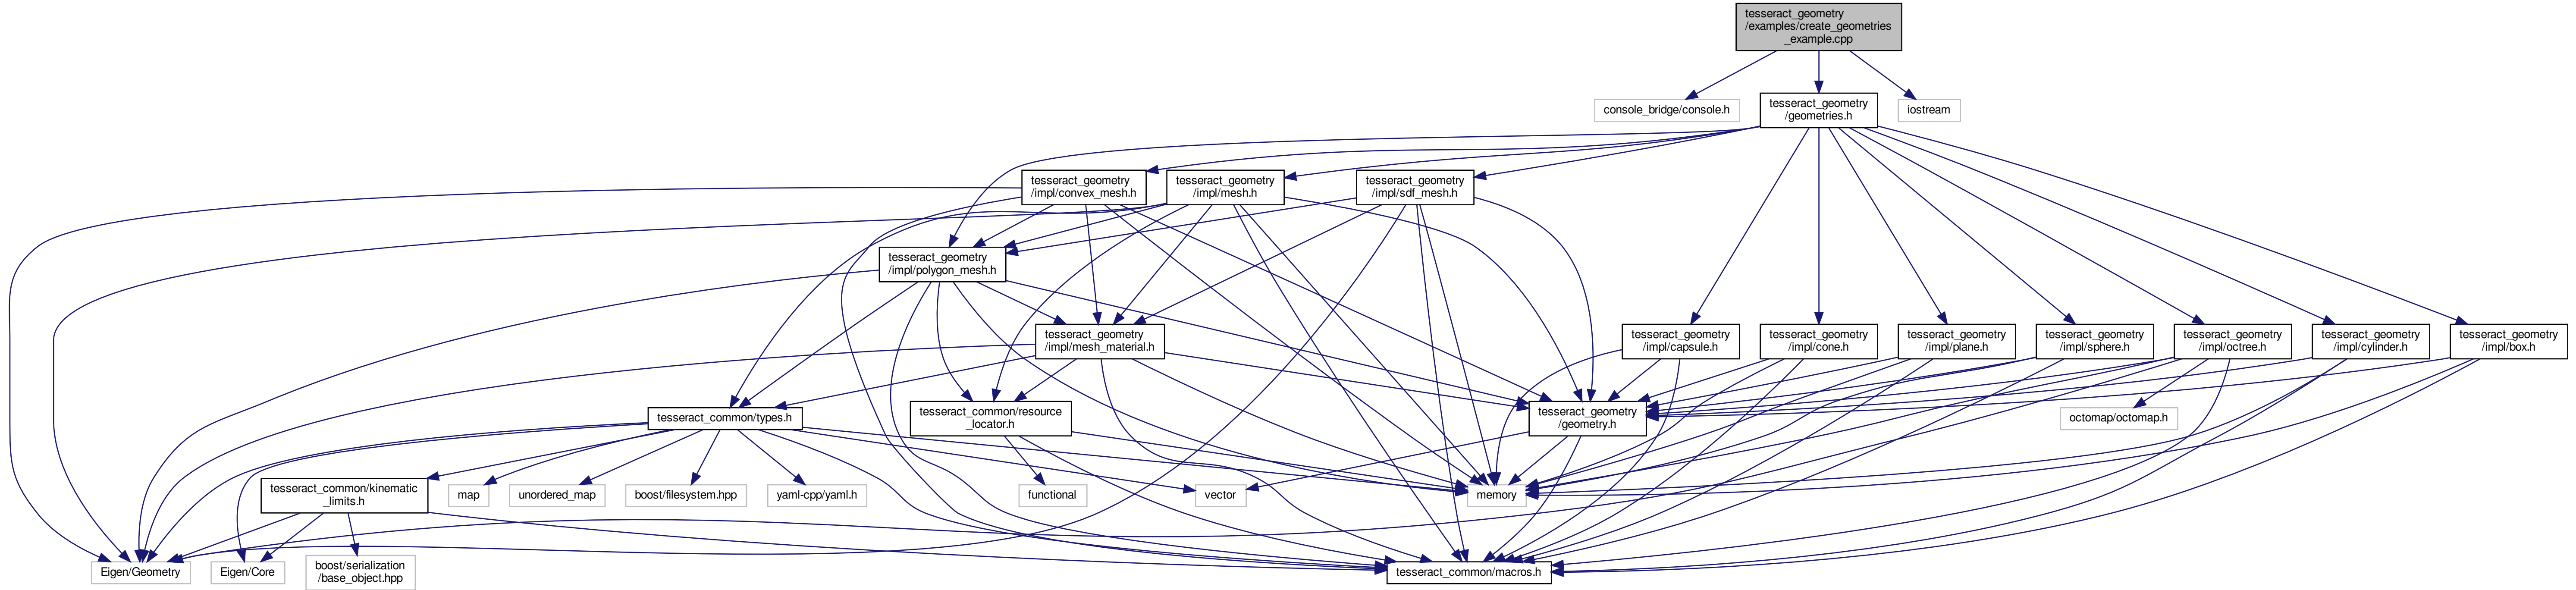 tesseract_geometry
/examples/create_geometries
_example.cpp
console_bridge/console.h
tesseract_geometry
/geometries.h
iostream
tesseract_geometry
/impl/convex_mesh.h
tesseract_geometry
/impl/mesh.h
tesseract_geometry
/impl/sdf_mesh.h
tesseract_geometry
/impl/polygon_mesh.h
tesseract_geometry
/impl/mesh_material.h
tesseract_geometry
/impl/capsule.h
tesseract_geometry
/impl/cone.h
tesseract_geometry
/impl/plane.h
tesseract_geometry
/impl/sphere.h
tesseract_geometry
/impl/octree.h
tesseract_geometry
/impl/cylinder.h
tesseract_geometry
/impl/box.h
tesseract_common/types.h
tesseract_common/resource
_locator.h
tesseract_geometry
/geometry.h
octomap/octomap.h
tesseract_common/kinematic
_limits.h
map
unordered_map
boost/filesystem.hpp
yaml-cpp/yaml.h
functional
vector
memory
Eigen/Geometry
Eigen/Core
boost/serialization
/base_object.hpp
tesseract_common/macros.h